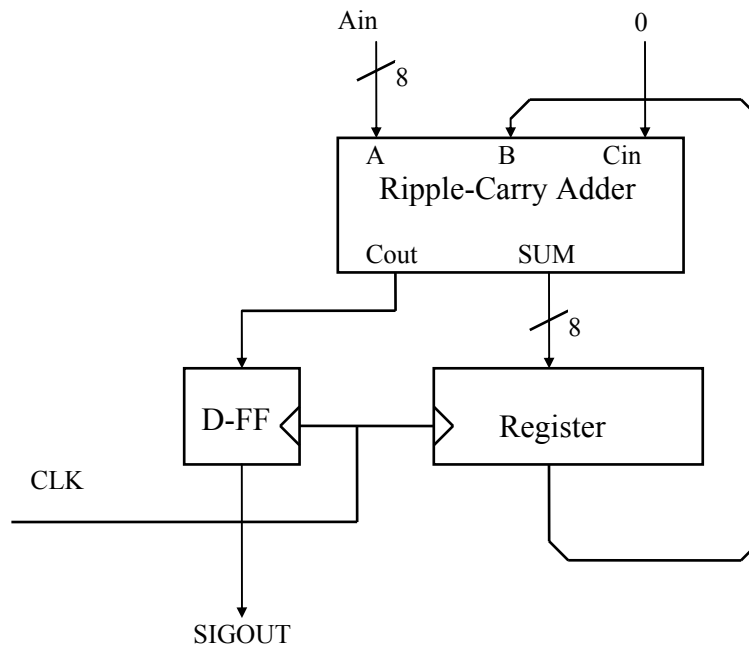 Ain 0
8
A B Cin
Ripple-Carry Adder
Cout SUM
8
D-FF Register
CLK
SIGOUT